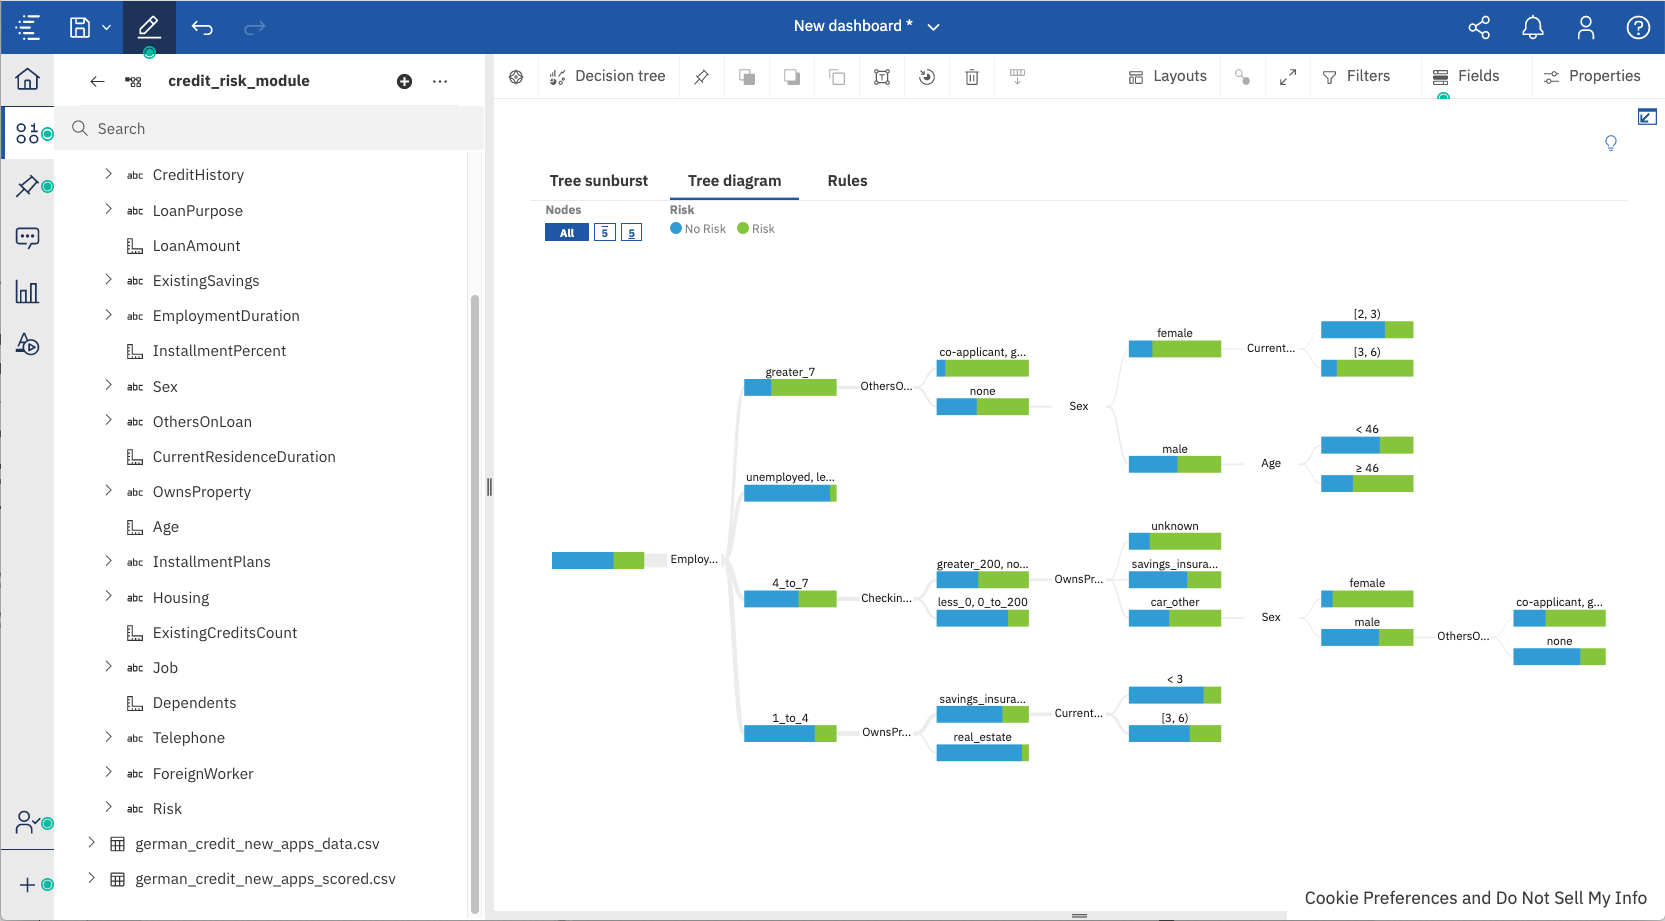 New dashboard *
credit_risk_module
Search
abc CreditHistory
abc LoanPurpose
LoanAmount
abc ExistingSavings
abc EmploymentDuration
InstallmentPercent
abc Sex
abc OthersOnLoan
CurrentResidenceDuration
abc OwnsProperty
Age
abc InstallmentPlans
abc Housing
ExistingCreditsCount
abc Job
Dependents
abc Telephone
abc ForeignWorker
abc Risk
german_credit_new_apps_data.csv
german_credit_new_apps_scored.csv
Decision tree
Layouts
Filters
Fields
Properties
Tree sunburst
Tree diagram
Rules
Nodes
All
5
5
Risk
No Risk
Risk
Employ...
greater_7
unemployed, le...
4_to_7
1_to_4
OthersO...
Checkin...
OwnsPr...
co-applicant, g...
none
greater_200, no...
less_0, 0_to_200
savings_insura...
real_estate
Sex
OwnsPr...
Current...
female
male
unknown
savings_insura...
car_other
< 3
[3, 6)
Current...
Age
Sex
[2, 3)
[3, 6)
< 46
≥ 46
female
male
OthersO...
co-applicant, g...
none
Cookie Preferences and Do Not Sell My Info